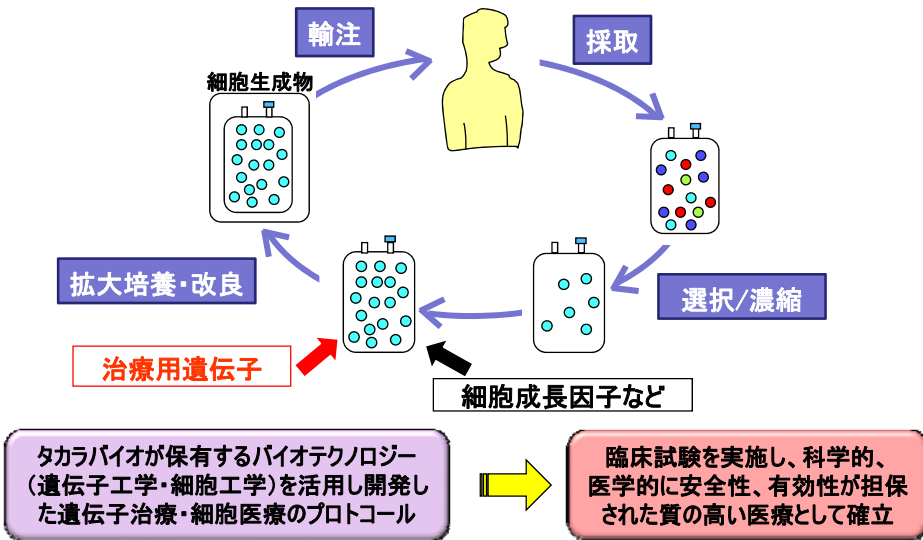 輸注
採取
細胞生成物
拡大培養・改良
選択/濃縮
治療用遺伝子
細胞成長因子など
タカラバイオが保有するバイオテクノロジー
（遺伝子工学・細胞工学）を活用し開発し
た遺伝子治療・細胞医療のプロトコール
臨床試験を実施し、科学的、
医学的に安全性、有効性が担保
された質の高い医療として確立